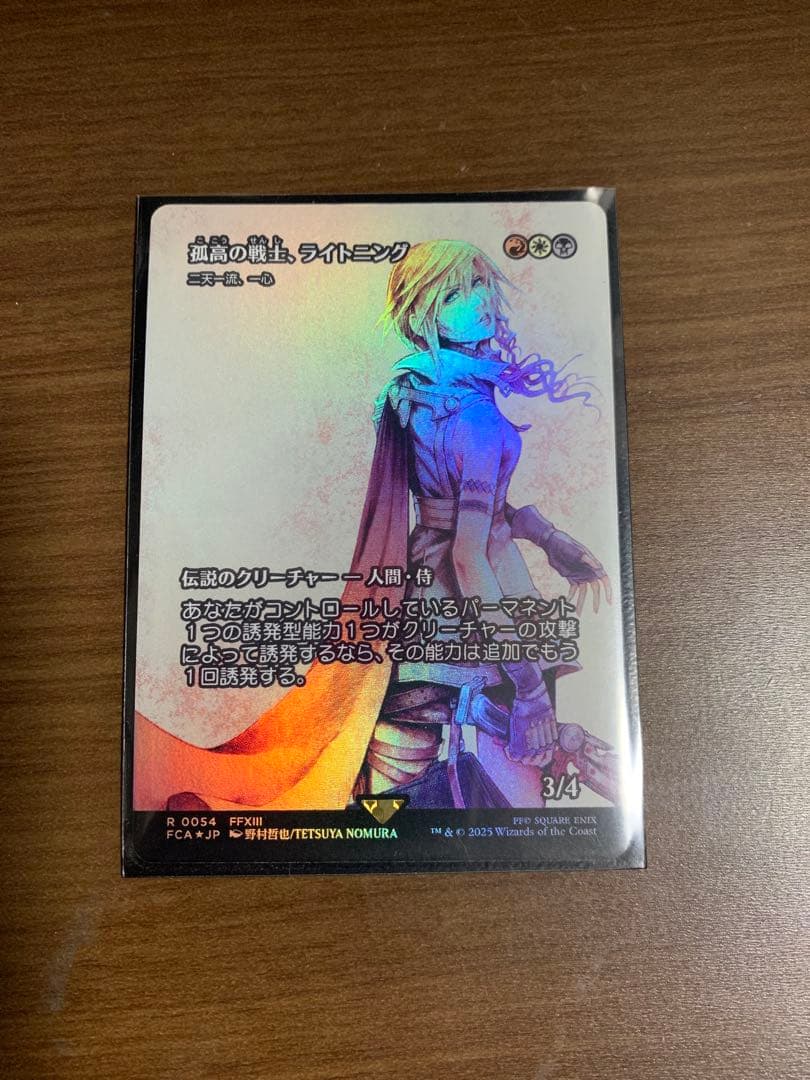 孤高の戦士、ライトニング
ここう せんし
二天一流、一心
伝説のクリーチャー — 人間・侍
あなたがコントロールしているパーマネント
1つの誘発型能力1つがクリーチャーの攻撃
によって誘発するなら、その能力は追加でもう
1回誘発する。
3/4
R 0054 FFXIII
FCA★JP 野村哲也/TETSUYA NOMURA
PF© SQUARE ENIX
™ & © 2025 Wizards of the Coast